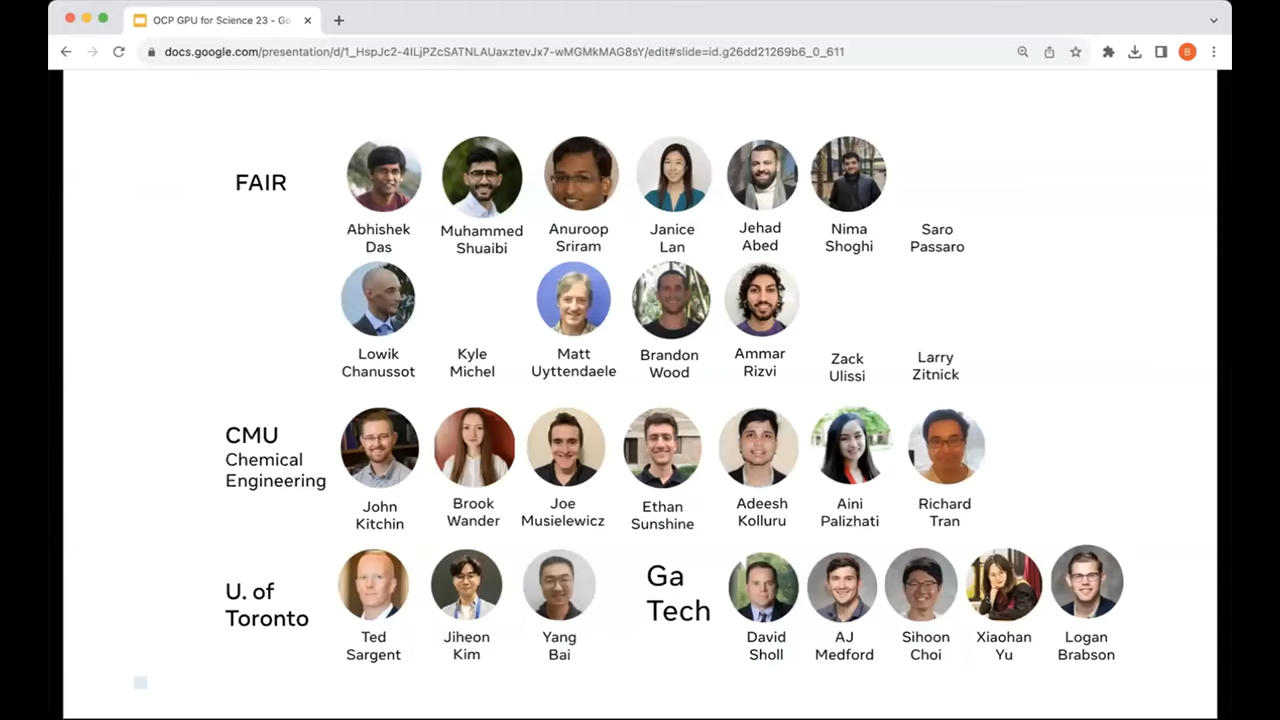 OCP GPU for Science 23 - Go
docs.google.com/presentation/d/1_HspJc2-4ILjPZcSATNLAUaxztevJx7-wMGMkMAG8sY/edit#slide=id.g26dd21269b6_0_611
B
FAIR
Abhishek Das
Muhammed Shuaibi
Anuroop Sriram
Janice Lan
Jehad Abed
Nima Shoghi
Saro Passaro
Lowik Chanussot
Kyle Michel
Matt Uyttendaele
Brandon Wood
Ammar Rizvi
Zack Ulissi
Larry Zitnick
CMU
Chemical
Engineering
John Kitchin
Brook Wander
Joe Musielewicz
Ethan Sunshine
Adeesh Kolluru
Aini Palizhati
Richard Tran
U. of
Toronto
Ted Sargent
Jiheon Kim
Yang Bai
Ga
Tech
David Sholl
AJ Medford
Sihoon Choi
Xiaohan Yu
Logan Brabson